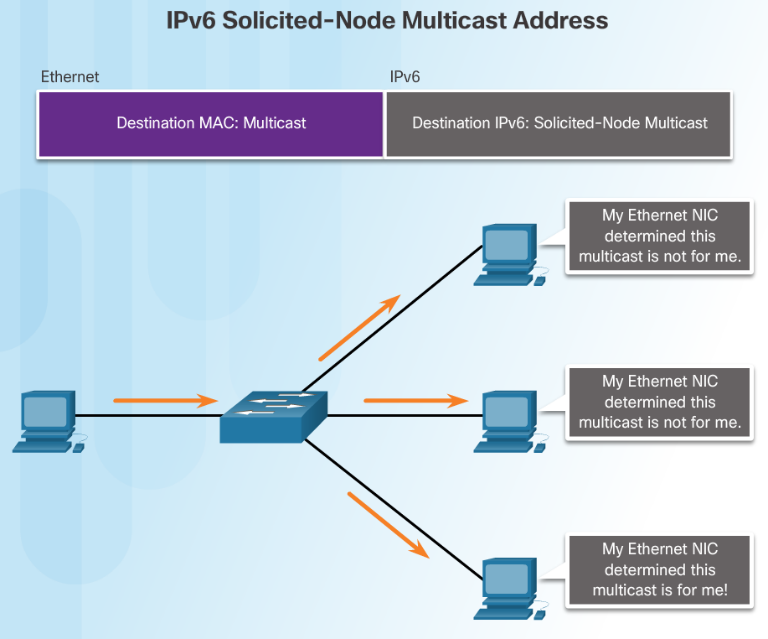 IPv6 Solicited-Node Multicast Address
Ethernet
IPv6
Destination MAC: Multicast
Destination IPv6: Solicited-Node Multicast
My Ethernet NIC
determined this
multicast is not for me.
My Ethernet NIC
determined this
multicast is not for me.
My Ethernet NIC
determined this
multicast is for me!